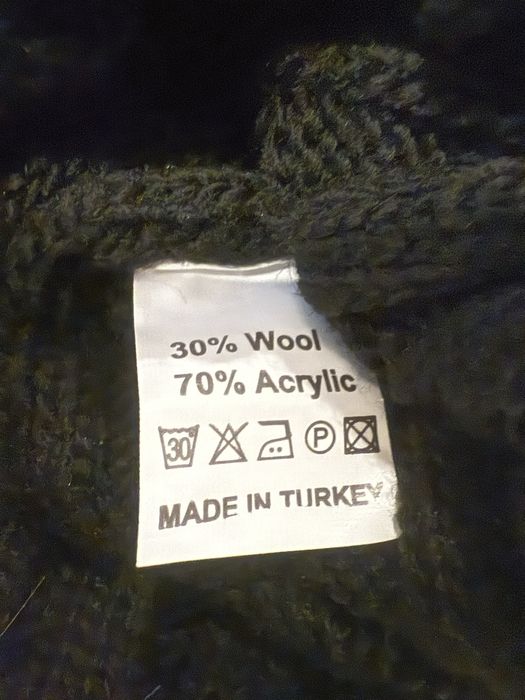 30% Wool
70% Acrylic
30 P
MADE IN TURKEY